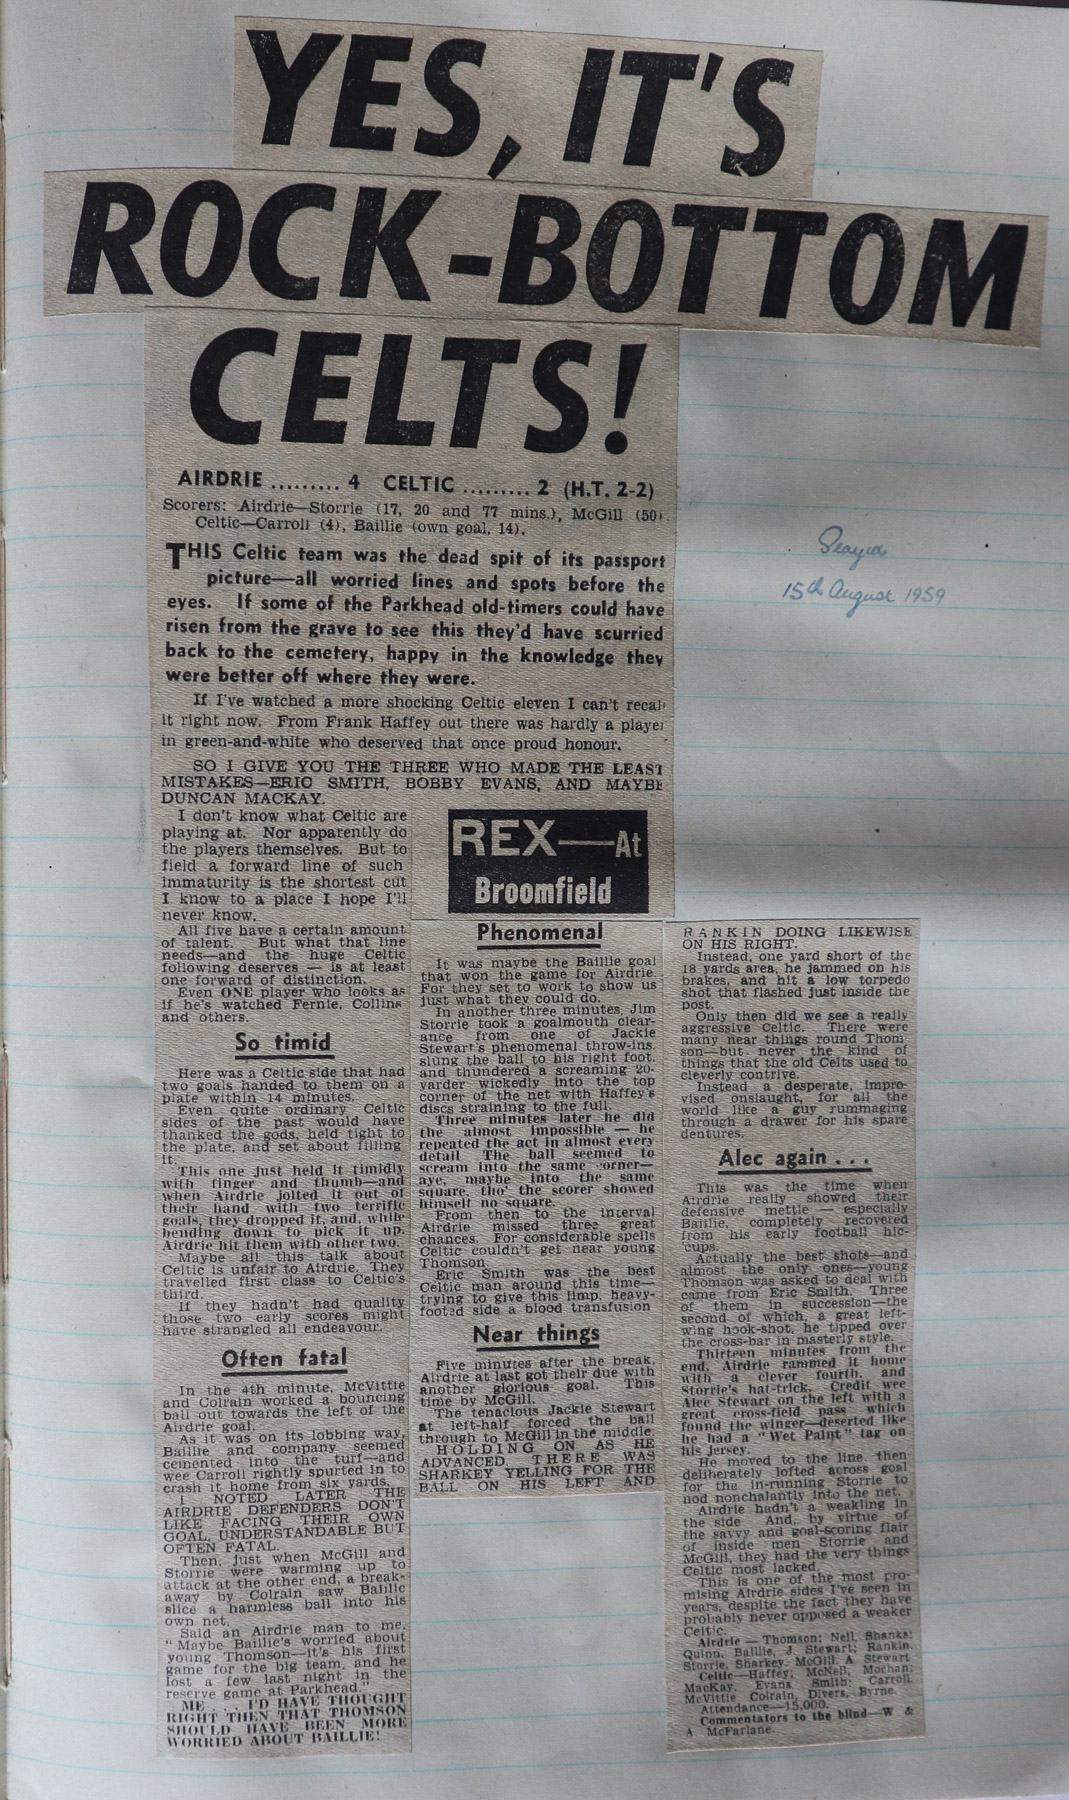 YES, IT'S
ROCK-BOTTOM
CELTS!
AIRDRIE ......... 4 CELTIC ......... 2 (H.T. 2-2)
Scorers: Airdrie—Storrie (17, 20 and 77 mins.), McGill (50)
Celtic—Carroll (4), Baillie (own goal, 14).
THIS Celtic team was the dead spit of its passport
picture—all worried lines and spots before the
eyes. If some of the Parkhead old-timers could have
risen from the grave to see this they'd have scurried
back to the cemetery, happy in the knowledge they
were better off where they were.
If I've watched a more shocking Celtic eleven I can't recal
it right now. From Frank Haffey out there was hardly a player
in green-and-white who deserved that once proud honour.
SO I GIVE YOU THE THREE WHO MADE THE LEAST
MISTAKES—ERIC SMITH, BOBBY EVANS, AND MAYBE
DUNCAN MACKAY.
I don't know what Celtic are
playing at. Nor apparently do
the players themselves. But to
field a forward line of such
immaturity is the shortest cut
I know to a place I hope I'll
never know.
All five have a certain amount
of talent. But what that line
needs—and the huge Celtic
following deserves — is at least
one forward of distinction.
Even ONE player who looks as
if he's watched Fernie, Collins
and others.
So timid
Here was a Celtic side that had
two goals handed to them on a
plate within 14 minutes.
Even quite ordinary Celtic
sides of the past would have
thanked the gods, held tight to
the plate, and set about filling
it.
This one just held it timidly
with finger and thumb—and
when Airdrie jolted it out of
their hand with two terrific
goals, they dropped it, and, while
bending down to pick it up,
Airdrie hit them with other two.
Maybe all this talk about
Celtic is unfair to Airdrie. They
travelled first class to Celtic's
third.
If they hadn't had quality
those two early scores might
have strangled all endeavour.
Often fatal
In the 4th minute, McVittie
and Colrain worked a bouncing
ball out towards the left of the
Airdrie goal.
As it was on its lobbing way,
Baillie and company seemed
cemented into the turf—and
wee Carroll rightly spurted in to
crash it home from six yards.
I NOTED LATER THE
AIRDRIE DEFENDERS DON'T
LIKE FACING THEIR OWN
GOAL, UNDERSTANDABLE BUT
OFTEN FATAL.
Then, just when McGill and
Storrie were warming up to
attack at the other end, a break-
away by Colrain saw Baillie
slice a harmless ball into his
own net.
Said an Airdrie man to me,
"Maybe Baillie's worried about
young Thomson—it's his first
game for the big team, and he
lost a few last night in the
reserve game at Parkhead."
ME . . . I'D HAVE THOUGHT
RIGHT THEN THAT THOMSON
SHOULD HAVE BEEN MORE
WORRIED ABOUT BAILLIE!
REX—At
Broomfield
Phenomenal
It was maybe the Baillie goal
that won the game for Airdrie.
For they set to work to show us
just what they could do.
In another three minutes, Jim
Storrie took a goalmouth clear-
ance from one of Jackie
Stewart's phenomenal throw-ins,
slung the ball to his right foot,
and thundered a screaming 20-
yarder wickedly into the top
corner of the net with Haffey's
discs straining to the full.
Three minutes later he did
the almost impossible — he
repeated the act in almost every
detail The ball seemed to
scream into the same corner—
aye, maybe into the same
square, tho' the scorer showed
himself no square.
From then to the interval
Airdrie missed three great
chances. For considerable spells
Celtic couldn't get near young
Thomson
Eric Smith was the best
Celtic man around this time—
trying to give this limp, heavy-
footed side a blood transfusion
Near things
Five minutes after the break,
Airdrie at last got their due with
another glorious goal. This
time by McGill.
The tenacious Jackie Stewart
at left-half forced the ball
through to McGill in the middle.
HOLDING ON AS HE
ADVANCED, THERE WAS
SHARKEY YELLING FOR THE
BALL ON HIS LEFT AND
RANKIN DOING LIKEWISE
ON HIS RIGHT.
Instead, one yard short of the
18 yards area, he jammed on his
brakes, and hit a low torpedo
shot that flashed just inside the
post.
Only then did we see a really
aggressive Celtic. There were
many near things round Thom
son—but never the kind of
things that the old Celts used to
cleverly contrive.
Instead a desperate, impro-
vised onslaught, for all the
world like a guy rummaging
through a drawer for his spare
dentures.
Alec again . . .
This was the time when
Airdrie really showed their
defensive mettle — especially
Baillie, completely recovered
from his early football hic-
cups.
Actually the best shots—and
almost the only ones—young
Thomson was asked to deal with
came from Eric Smith. Three
of them in succession—the
second of which, a great left-
wing hook-shot, he tipped over
the cross-bar in masterly style.
Thirteen minutes from the
end, Airdrie rammed it home
with a clever fourth, and
Storrie's hat-trick. Credit wee
Alec Stewart on the left with a
great cross-field pass which
found the winger—deserted like
he had a "Wet Paint" tag on
his jersey.
He moved to the line, then
deliberately lofted across goal
for the in-running Storrie to
nod nonchalantly into the net.
Airdrie hadn't a weakling in
the side And, by virtue of
the savvy and goal-scoring flair
of inside men Storrie and
McGill, they had the very things
Celtic most lacked.
This is one of the most pro-
mising Airdrie sides I've seen in
years, despite the fact they have
probably never opposed a weaker
Celtic.
Airdrie — Thomson; Neil, Shanks;
Quinn, Baillie, J. Stewart; Rankin,
Storrie, Sharkey, McGill, A Stewart
Celtic—Haffey; McNeil, Mochan;
MacKay, Evans Smith; Carroll,
McVittie Colrain, Divers, Byrne.
Attendance—15,000.
Commentators to the blind—W &
A McFarlane.
15th August 1959